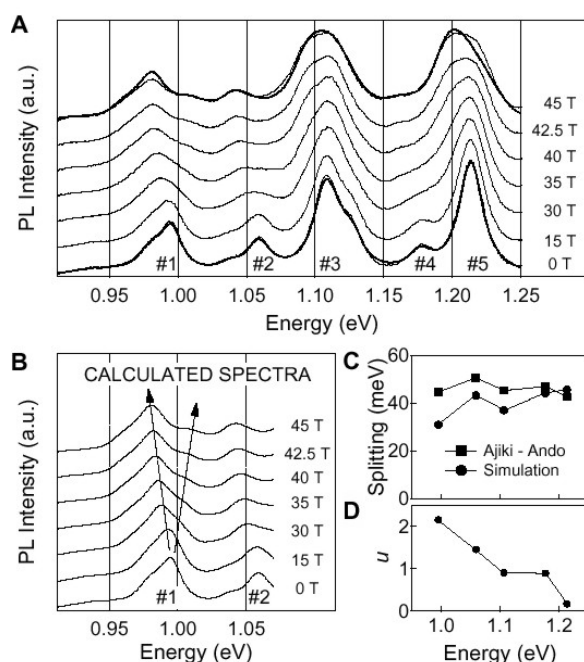 A
PL Intensity (a.u.)
45 T
42.5 T
40 T
35 T
30 T
15 T
0 T
#1 #2 #3 #4 #5
0.95 1.00 1.05 1.10 1.15 1.20 1.25
Energy (eV)
B
CALCULATED SPECTRA
PL Intensity (a.u.)
45 T
42.5 T
40 T
35 T
30 T
15 T
0 T
#1 #2
0.95 1.00 1.05
Energy (eV)
C
Splitting (meV)
60
40
20
0
Ajiki - Ando
Simulation
D
u
2
1
0
1.0 1.1 1.2
Energy (eV)